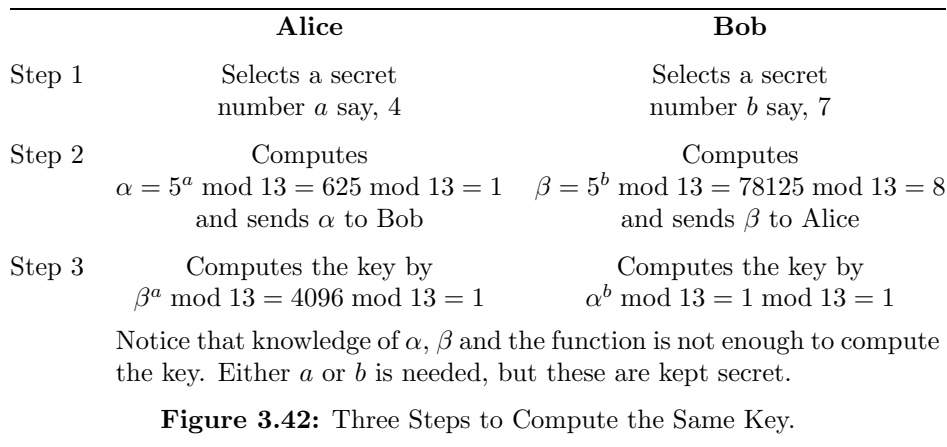 Alice Bob
Step 1 Selects a secret Selects a secret
number a say, 4 number b say, 7
Step 2 Computes Computes
α = 5^a mod 13 = 625 mod 13 = 1 β = 5^b mod 13 = 78125 mod 13 = 8
and sends α to Bob and sends β to Alice
Step 3 Computes the key by Computes the key by
β^a mod 13 = 4096 mod 13 = 1 α^b mod 13 = 1 mod 13 = 1
Notice that knowledge of α, β and the function is not enough to compute
the key. Either a or b is needed, but these are kept secret.
Figure 3.42: Three Steps to Compute the Same Key.